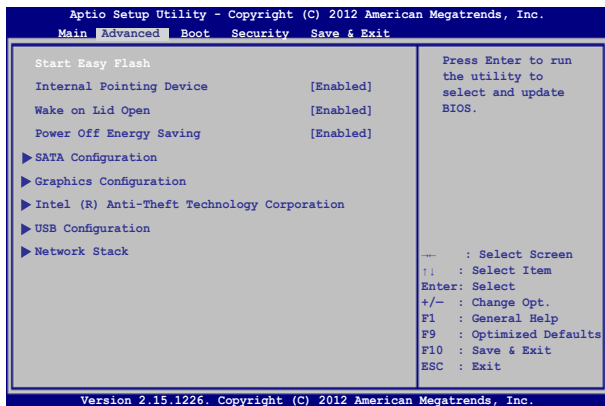 Aptio Setup Utility - Copyright (C) 2012 American Megatrends, Inc.
Main Advanced Boot Security Save & Exit
Start Easy Flash
Internal Pointing Device [Enabled]
Wake on Lid Open [Enabled]
Power Off Energy Saving [Enabled]
SATA Configuration
Graphics Configuration
Intel (R) Anti-Theft Technology Corporation
USB Configuration
Network Stack
Press Enter to run
the utility to
select and update
BIOS.
→← : Select Screen
↑↓ : Select Item
Enter: Select
+/— : Change Opt.
F1 : General Help
F9 : Optimized Defaults
F10 : Save & Exit
ESC : Exit
Version 2.15.1226. Copyright (C) 2012 American Megatrends, Inc.